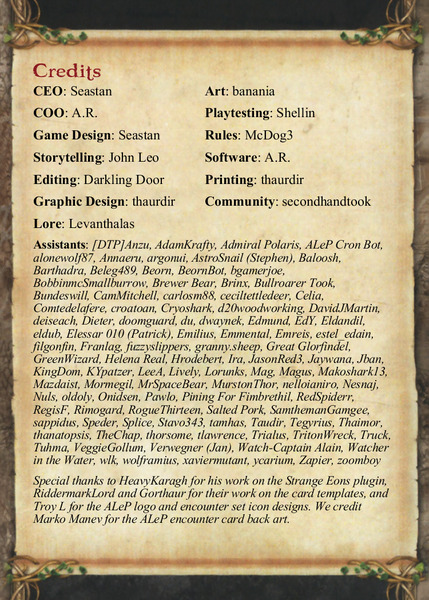 Credits
CEO: Seastan
COO: A.R.
Game Design: Seastan
Storytelling: John Leo
Editing: Darkling Door
Graphic Design: thaurdir
Lore: Levanthalas
Art: banania
Playtesting: Shellin
Rules: McDog3
Software: A.R.
Printing: thaurdir
Community: secondhandtook
Assistants: [DTP]Anzu, AdamKrafty, Admiral Polaris, ALeP Cron Bot,
alonewolf87, Annaeru, argonui, AstroSnail (Stephen), Baloosh,
Barthadra, Beleg489, Beorn, BeornBot, bgamerjoe,
BobbinmcSmallburrow, Brewer Bear, Brinx, Bullroarer Took,
Bundeswill, CamMitchell, carlosm88, ceciltettledeer, Celia,
Comtedelafere, croatoan, Cryoshark, d20woodworking, DavidJMartin,
deiseach, Dieter, doomguard, du, dwaynek, Edmund, EdY, Eldandil,
eldub, Elessar 010 (Patrick), Emilius, Emmental, Emreis, estel_edain,
filgonfin, Franlag, fuzzyslippers, granny.sheep, Great Glorfindel,
GreenWizard, Helena Real, Hrodebert, Ira, JasonRed3, Jaywana, Jban,
KingDom, KYpatzer, LeeA, Lively, Lorunks, Mag, Magus, Makoshark13,
Mazdaist, Mormegil, MrSpaceBear, MurstonThor, nelloianiro, Nesnaj,
Nuls, oldoly, Onidsen, Pawlo, Pining For Fimbrethil, RedSpiderr,
RegisF, Rimogard, RogueThirteen, Salted Pork, SamthemanGamgee,
sappidus, Speder, Splice, Stavo343, tamhas, Taudir, Tegyrius, Thaimor,
thanatopsis, TheChap, thorsome, tlawrence, Trialus, TritonWreck, Truck,
Tuhma, VeggieGollum, Verwegner (Jan), Watch-Captain Alain, Watcher
in the Water, wlk, wolframius, xaviermutant, ycarium, Zapier, zoomboy
Special thanks to HeavyKaragh for his work on the Strange Eons plugin,
RiddermarkLord and Gorthaur for their work on the card templates, and
Troy L for the ALeP logo and encounter set icon designs. We credit
Marko Manev for the ALeP encounter card back art.